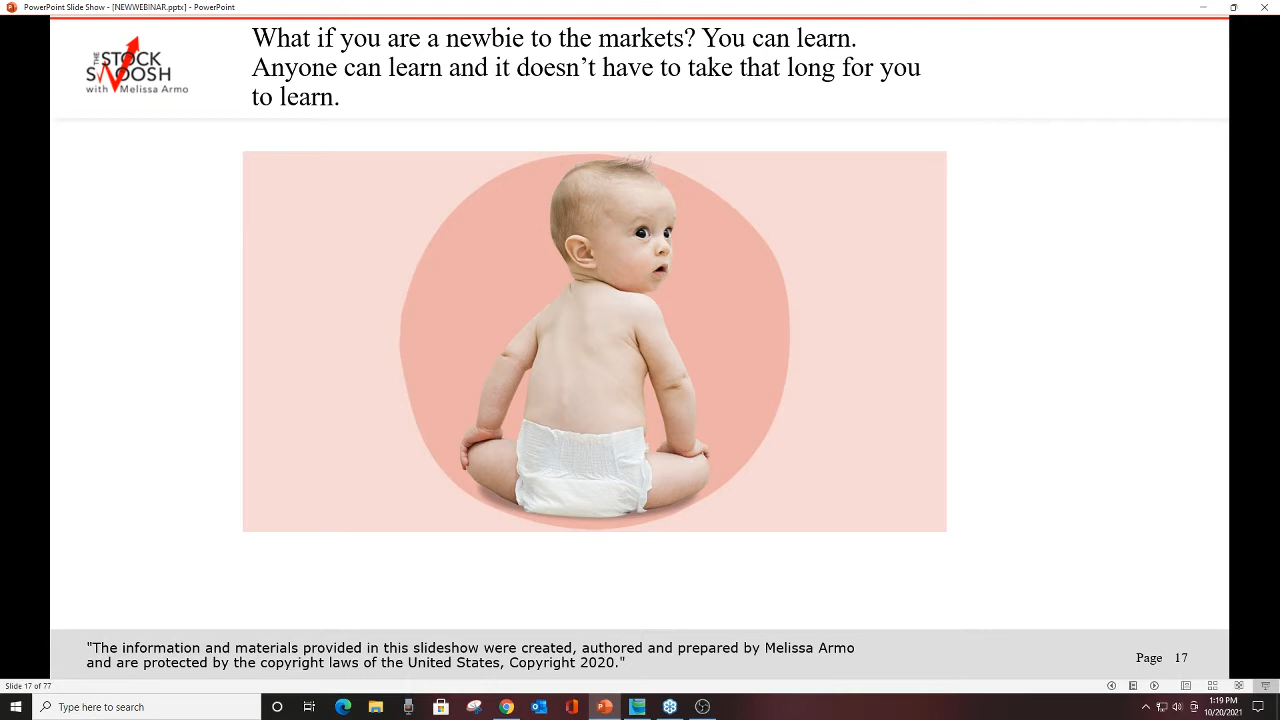 PowerPoint Slide Show - [NEWWEBINAR.pptx] - PowerPoint
THE STOCK
SWOOSH
with Melissa Armo
What if you are a newbie to the markets? You can learn.
Anyone can learn and it doesn’t have to take that long for you
to learn.
"The information and materials provided in this slideshow were created, authored and prepared by Melissa Armo
and are protected by the copyright laws of the United States, Copyright 2020."
Page 17
Slide 17 of 77
Type here to search
1:19 PM
10/20/2021